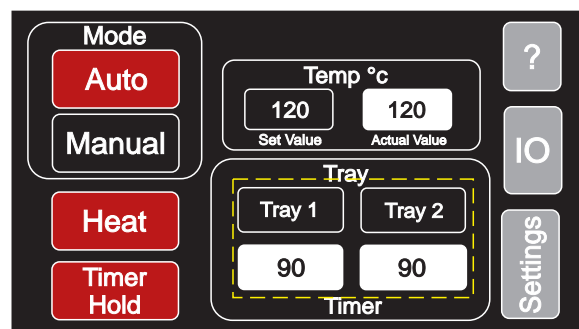 Mode
Auto
Manual
Heat
Timer
Hold
Temp °c
120 120
Set Value Actual Value
Tray
Tray 1 Tray 2
90 90
Timer
?
IO
Settings